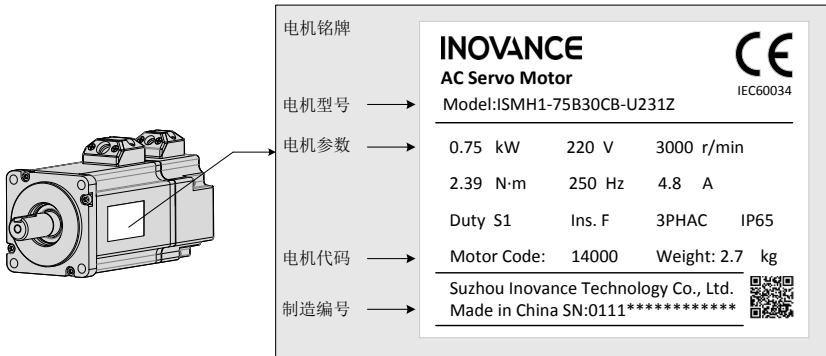 电机铭牌
INOVANCE
CE
AC Servo Motor
IEC60034
电机型号
Model:ISMH1-75B30CB-U231Z
电机参数
0.75 kW 220 V 3000 r/min
2.39 N·m 250 Hz 4.8 A
Duty S1 Ins. F 3PHAC IP65
电机代码
Motor Code: 14000 Weight: 2.7 kg
Suzhou Inovance Technology Co., Ltd.
制造编号
Made in China SN:0111************